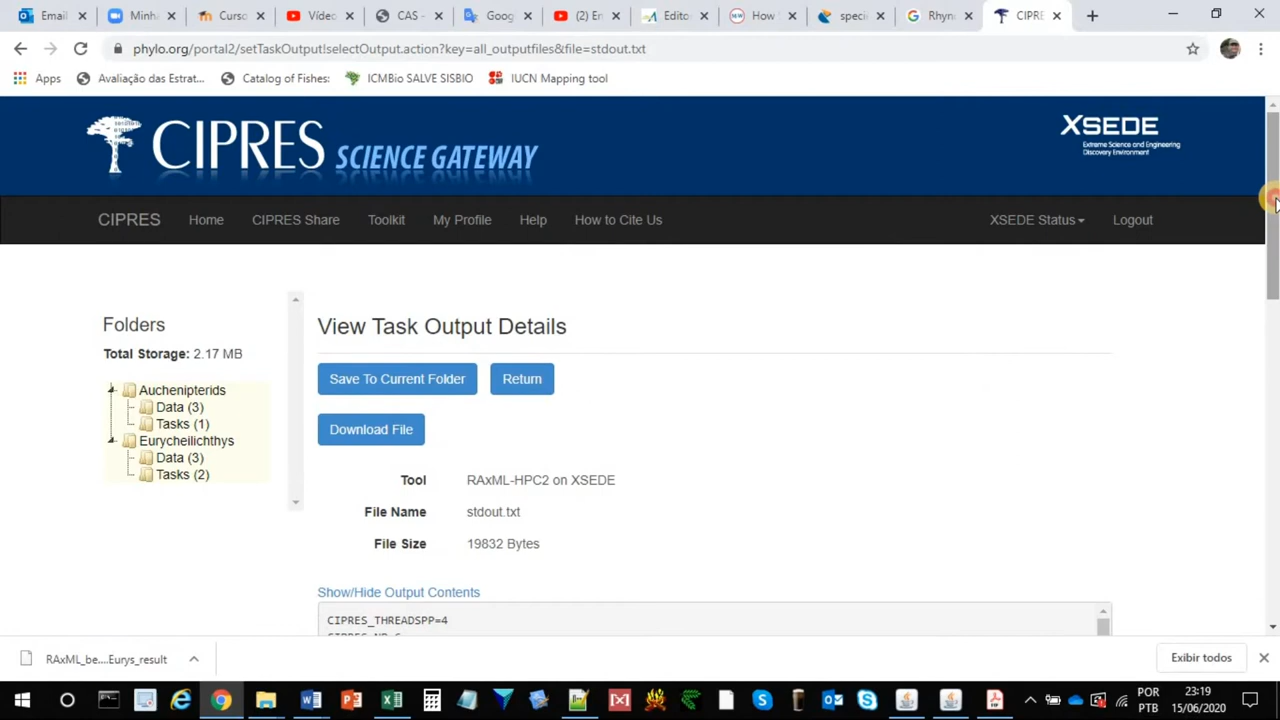 Email
Minha
Curso
Vídeo
CAS -
Goog
(2) En
Edito
How
speci
Rhyn
CIPRE
phylo.org/portal2/setTaskOutput!selectOutput.action?key=all_outputfiles&file=stdout.txt
Apps
Avaliação das Estrat...
Catalog of Fishes:
ICMBio SALVE SISBIO
IUCN Mapping tool
CIPRES SCIENCE GATEWAY
XSEDE
Extreme Science and Engineering
Discovery Environment
CIPRES
Home
CIPRES Share
Toolkit
My Profile
Help
How to Cite Us
XSEDE Status
Logout
Folders
Total Storage: 2.17 MB
Auchenipterids
Data (3)
Tasks (1)
Eurycheilichthys
Data (3)
Tasks (2)
View Task Output Details
Save To Current Folder
Return
Download File
Tool RAxML-HPC2 on XSEDE
File Name stdout.txt
File Size 19832 Bytes
Show/Hide Output Contents
CIPRES_THREADSPP=4
RAxML_be....Eurys_result
Exibir todos
POR
PTB
23:19
15/06/2020